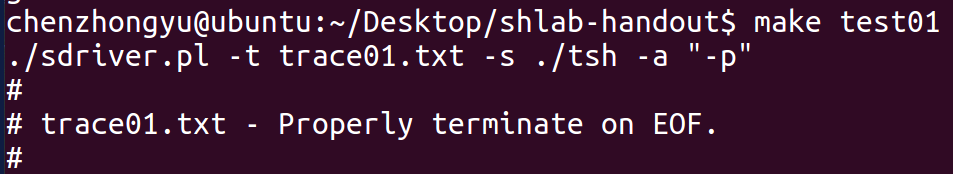 chenzhongyu@ubuntu:~/Desktop/shlab-handout$ make test01
./sdriver.pl -t trace01.txt -s ./tsh -a "-p"
#
# trace01.txt - Properly terminate on EOF.
#